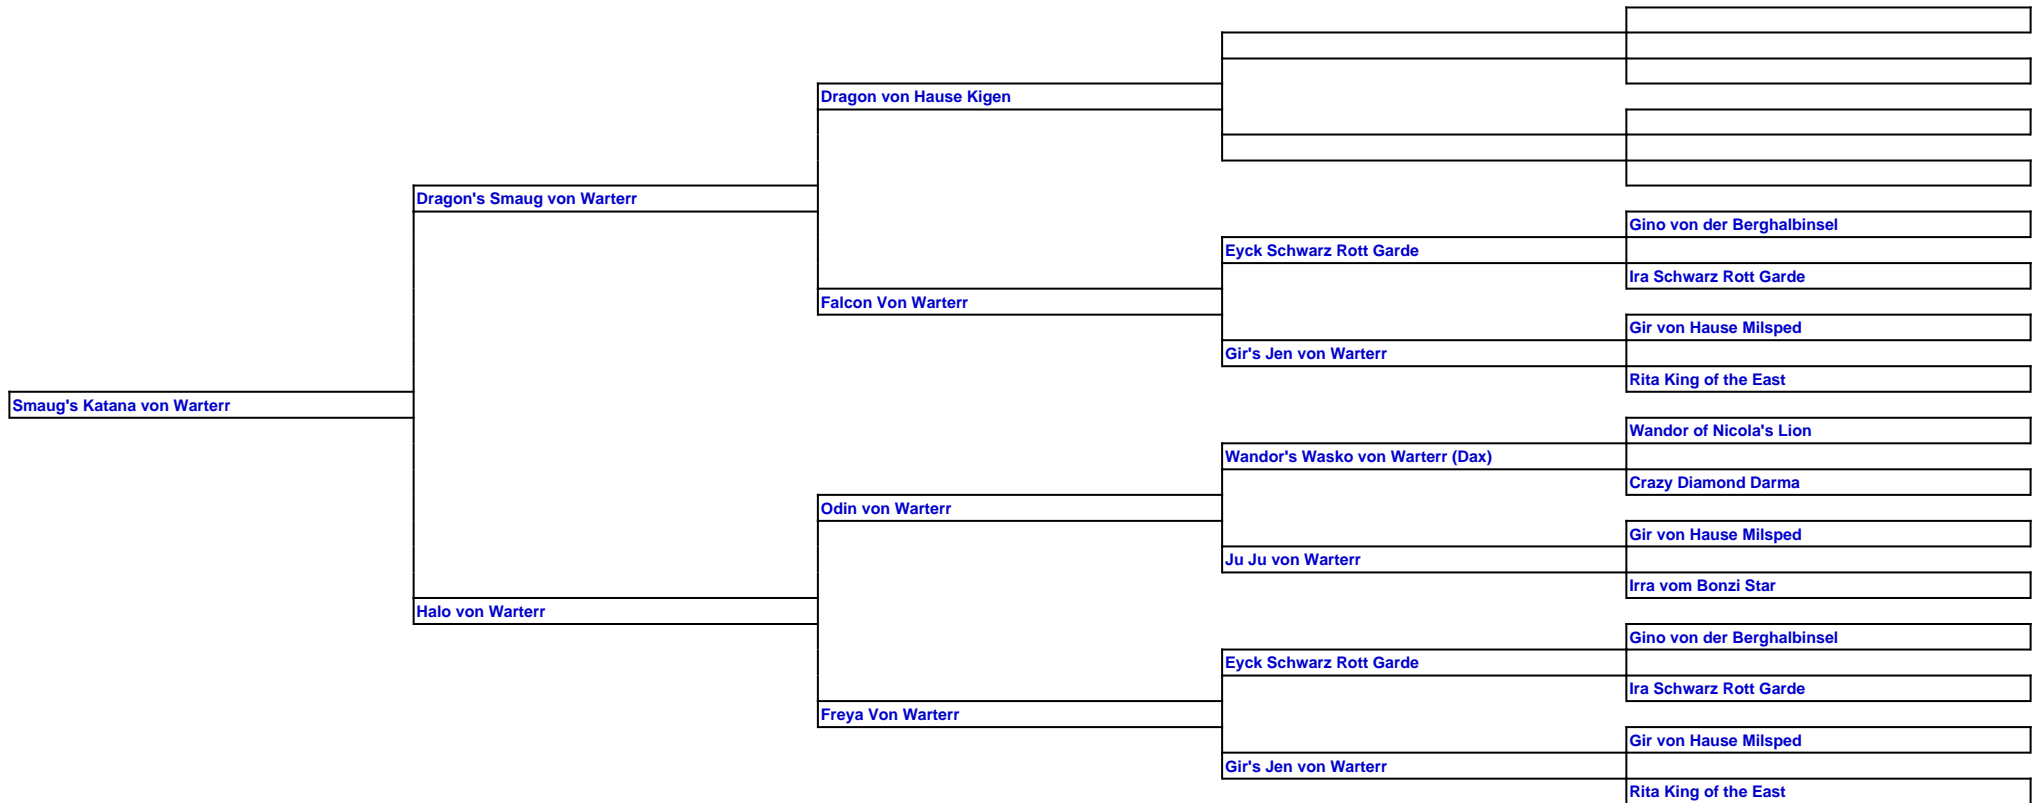 Dragon von Hause Kigen
Dragon's Smaug von Warterr
Gino von der Berghalbinsel
Eyck Schwarz Rott Garde
Ira Schwarz Rott Garde
Falcon Von Warterr
Gir von Hause Milsped
Gir's Jen von Warterr
Rita King of the East
Smaug's Katana von Warterr
Wandor of Nicola's Lion
Wandor's Wasko von Warterr (Dax)
Crazy Diamond Darma
Odin von Warterr
Gir von Hause Milsped
Ju Ju von Warterr
Irra vom Bonzi Star
Halo von Warterr
Gino von der Berghalbinsel
Eyck Schwarz Rott Garde
Ira Schwarz Rott Garde
Freya Von Warterr
Gir von Hause Milsped
Gir's Jen von Warterr
Rita King of the East